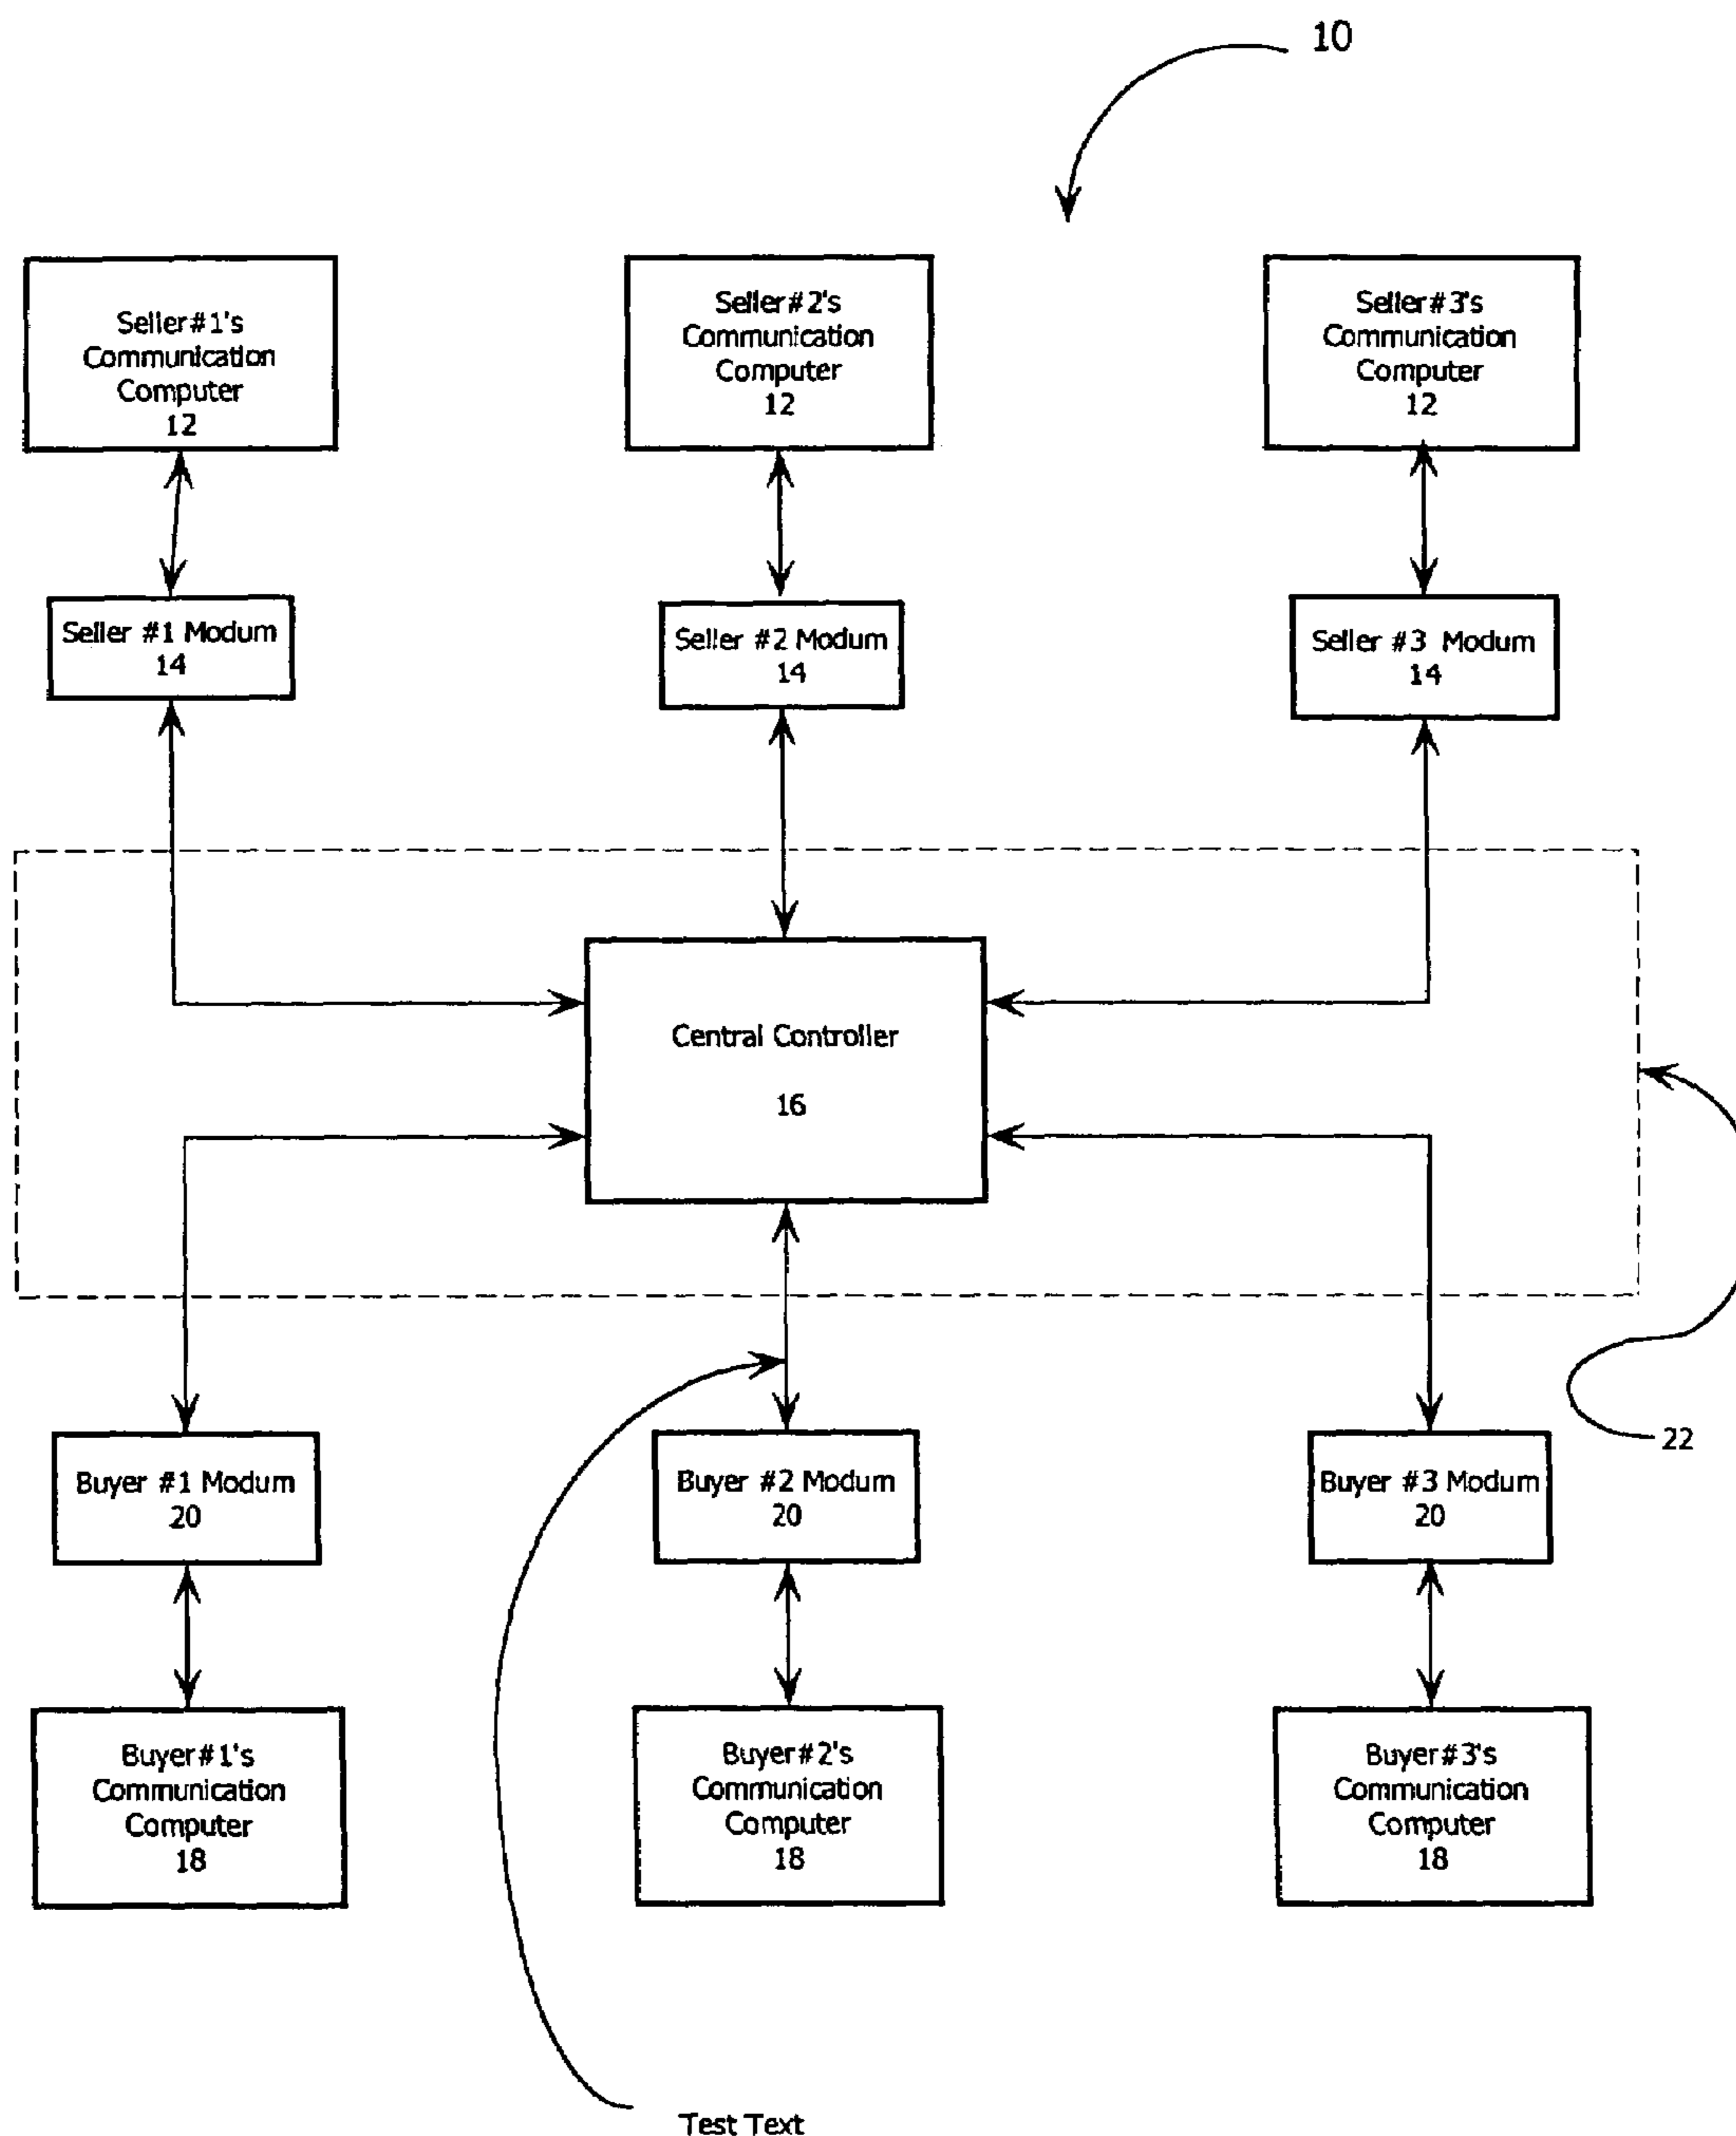 10
Seller#1's
Communication
Computer
12
Seller#2's
Communication
Computer
12
Seller#3's
Communication
Computer
12
Seller #1 Modum
14
Seller #2 Modum
14
Seller #3 Modum
14
Central Controller
16
22
Buyer #1 Modum
20
Buyer #2 Modum
20
Buyer #3 Modum
20
Buyer#1's
Communication
Computer
18
Buyer#2's
Communication
Computer
18
Buyer#3's
Communication
Computer
18
Test Text